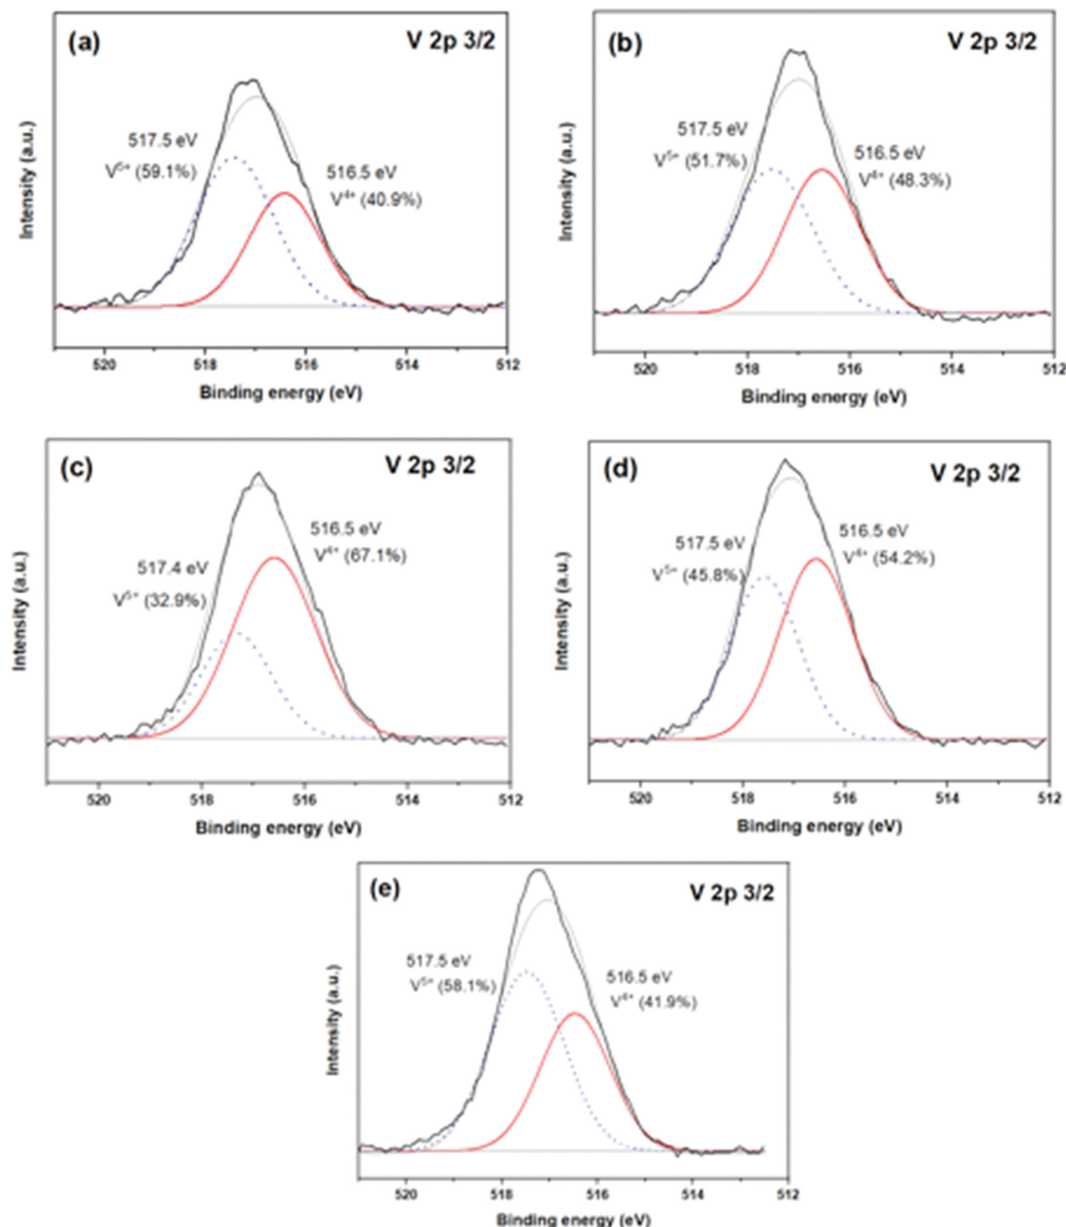 (a)
V 2p 3/2
517.5 eV
V⁵⁺ (59.1%)
516.5 eV
V⁴⁺ (40.9%)
Intensity (a.u.)
520 518 516 514 512
Binding energy (eV)
(b)
V 2p 3/2
517.5 eV
V⁵⁺ (51.7%)
516.5 eV
V⁴⁺ (48.3%)
Intensity (a.u.)
520 518 516 514 512
Binding energy (eV)
(c)
V 2p 3/2
516.5 eV
V⁴⁺ (67.1%)
517.4 eV
V⁵⁺ (32.9%)
Intensity (a.u.)
520 518 516 514 512
Binding energy (eV)
(d)
V 2p 3/2
517.5 eV
V⁵⁺ (45.8%)
516.5 eV
V⁴⁺ (54.2%)
Intensity (a.u.)
520 518 516 514 512
Binding energy (eV)
(e)
V 2p 3/2
517.5 eV
V⁵⁺ (58.1%)
516.5 eV
V⁴⁺ (41.9%)
Intensity (a.u.)
520 518 516 514 512
Binding energy (eV)